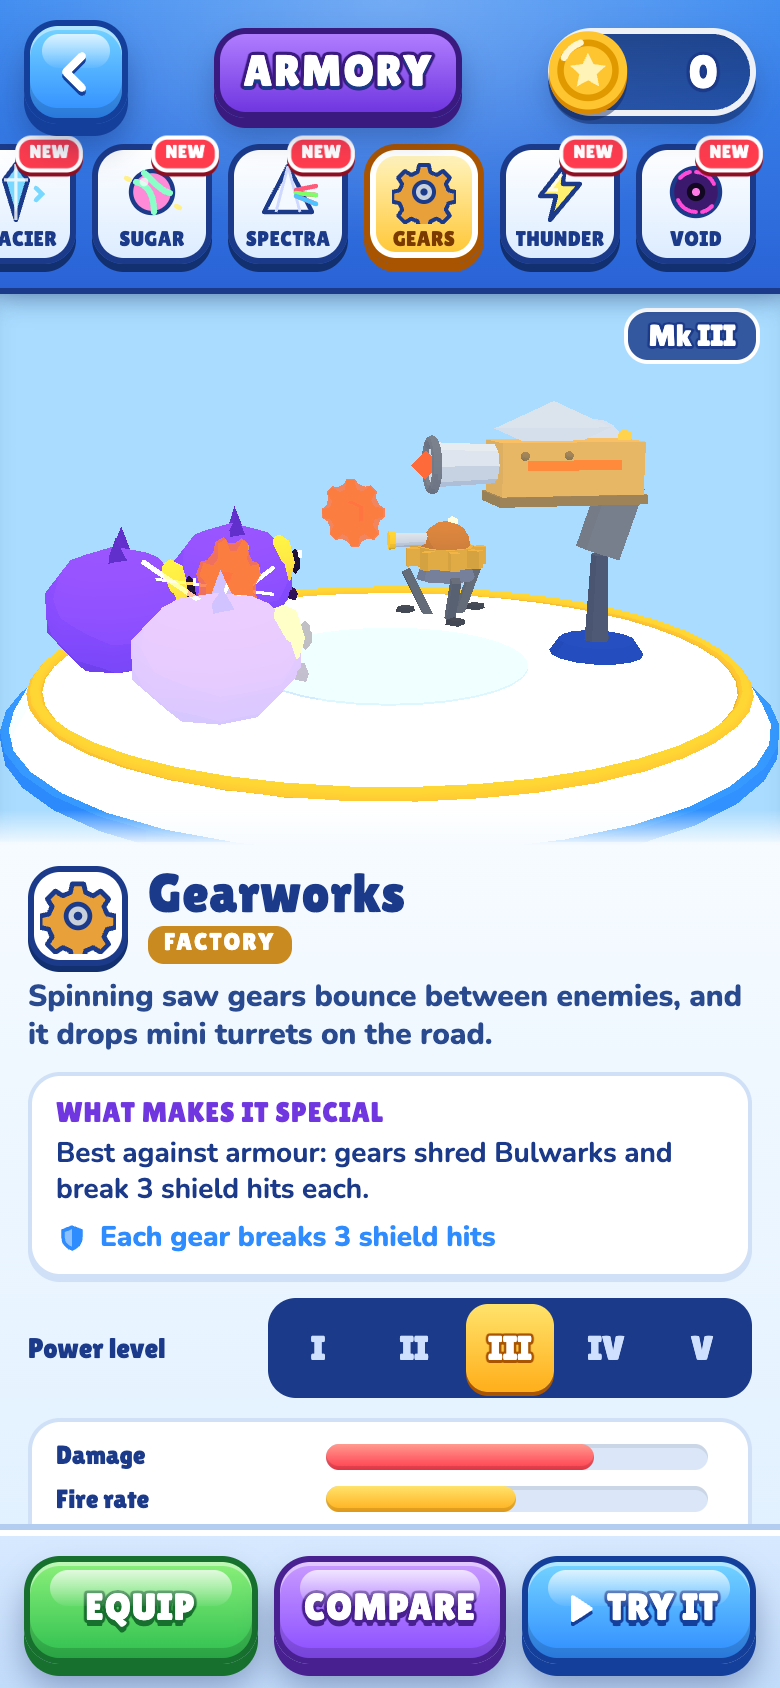 ARMORY
0
NEW
NEW
NEW
NEW
NEW
ACIER
SUGAR
SPECTRA
GEARS
THUNDER
VOID
Mk III
Gearworks
FACTORY
Spinning saw gears bounce between enemies, and
it drops mini turrets on the road.
WHAT MAKES IT SPECIAL
Best against armour: gears shred Bulwarks and
break 3 shield hits each.
Each gear breaks 3 shield hits
Power level
I
II
III
IV
V
Damage
Fire rate
EQUIP
COMPARE
TRY IT